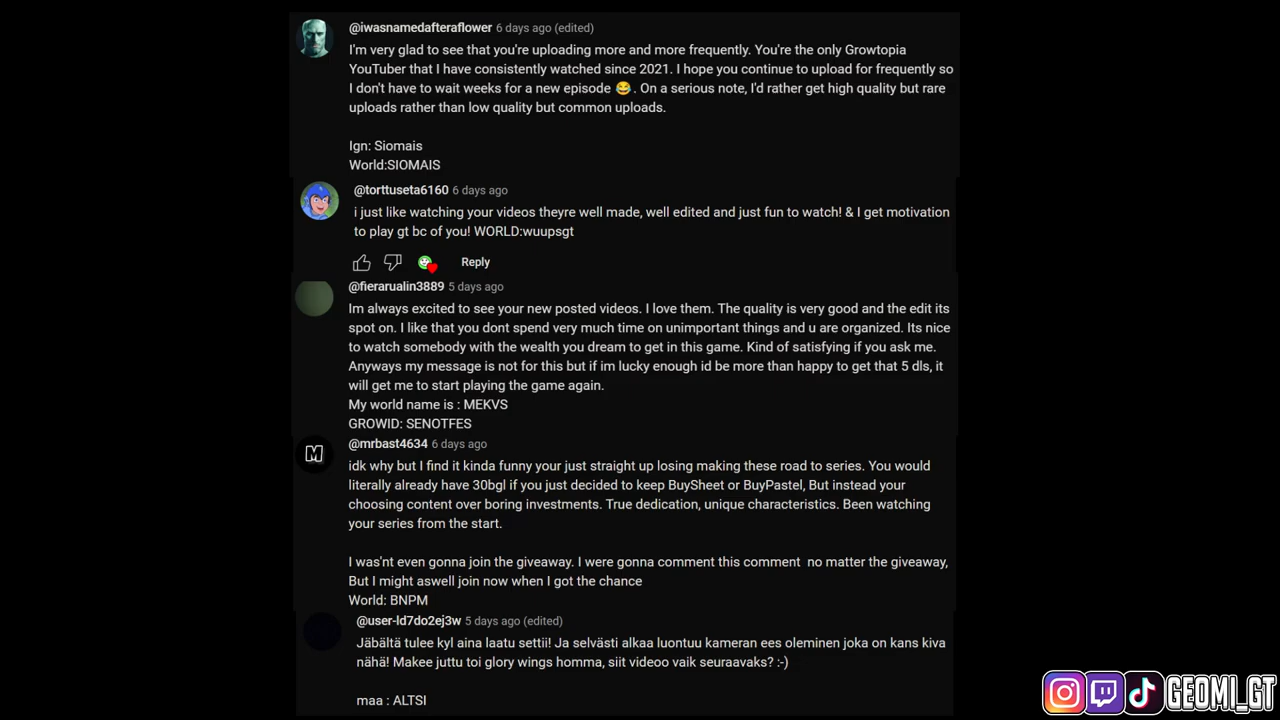 @iwasnamedafteraflower 6 days ago (edited)
I'm very glad to see that you're uploading more and more frequently. You're the only Growtopia
YouTuber that I have consistently watched since 2021. I hope you continue to upload for frequently so
I don't have to wait weeks for a new episode 😂. On a serious note, I'd rather get high quality but rare
uploads rather than low quality but common uploads.
Ign: Siomais
World:SIOMAIS
@torttuseta6160 6 days ago
i just like watching your videos theyre well made, well edited and just fun to watch! & I get motivation
to play gt bc of you! WORLD:wuupsgt
Reply
@fierarualin3889 5 days ago
Im always excited to see your new posted videos. I love them. The quality is very good and the edit its
spot on. I like that you dont spend very much time on unimportant things and u are organized. Its nice
to watch somebody with the wealth you dream to get in this game. Kind of satisfying if you ask me.
Anyways my message is not for this but if im lucky enough id be more than happy to get that 5 dls, it
will get me to start playing the game again.
My world name is : MEKVS
GROWID: SENOTFES
M
@mrbast4634 6 days ago
idk why but I find it kinda funny your just straight up losing making these road to series. You would
literally already have 30bgl if you just decided to keep BuySheet or BuyPastel, But instead your
choosing content over boring investments. True dedication, unique characteristics. Been watching
your series from the start.
I was'nt even gonna join the giveaway. I were gonna comment this comment  no matter the giveaway,
But I might aswell join now when I got the chance
World: BNPM
@user-ld7do2ej3w 5 days ago (edited)
Jäbältä tulee kyl aina laatu settii! Ja selvästi alkaa luontuu kameran ees oleminen joka on kans kiva
nähä! Makee juttu toi glory wings homma, siit videoo vaik seuraavaks? :-)
maa : ALTSI
GEOMI_GT